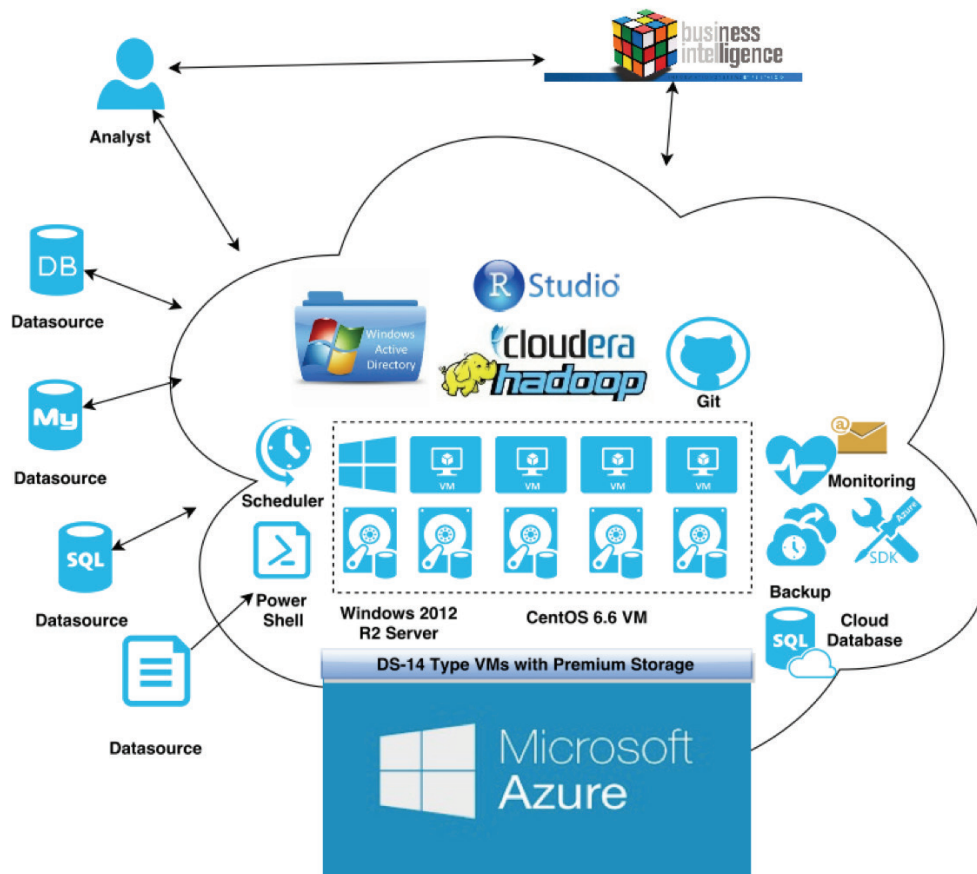 business
intelligence
Analyst
DB
Datasource
R Studio
Windows
Active
Directory
cloudera
hadoop
Git
My
Datasource
Scheduler
VM
VM
VM
VM
@
Monitoring
SQL
Datasource
Power
Shell
Windows 2012
R2 Server
CentOS 6.6 VM
Backup
Azure
SDK
SQL
Cloud
Database
Datasource
DS-14 Type VMs with Premium Storage
Microsoft
Azure